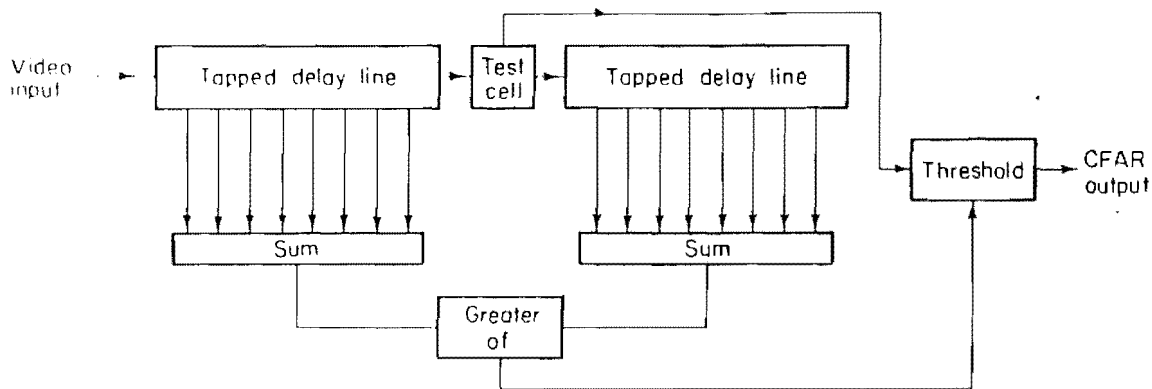 Video
input
Tapped delay line
Test
cell
Tapped delay line
Threshold
CFAR
output
Sum
Sum
Greater
of